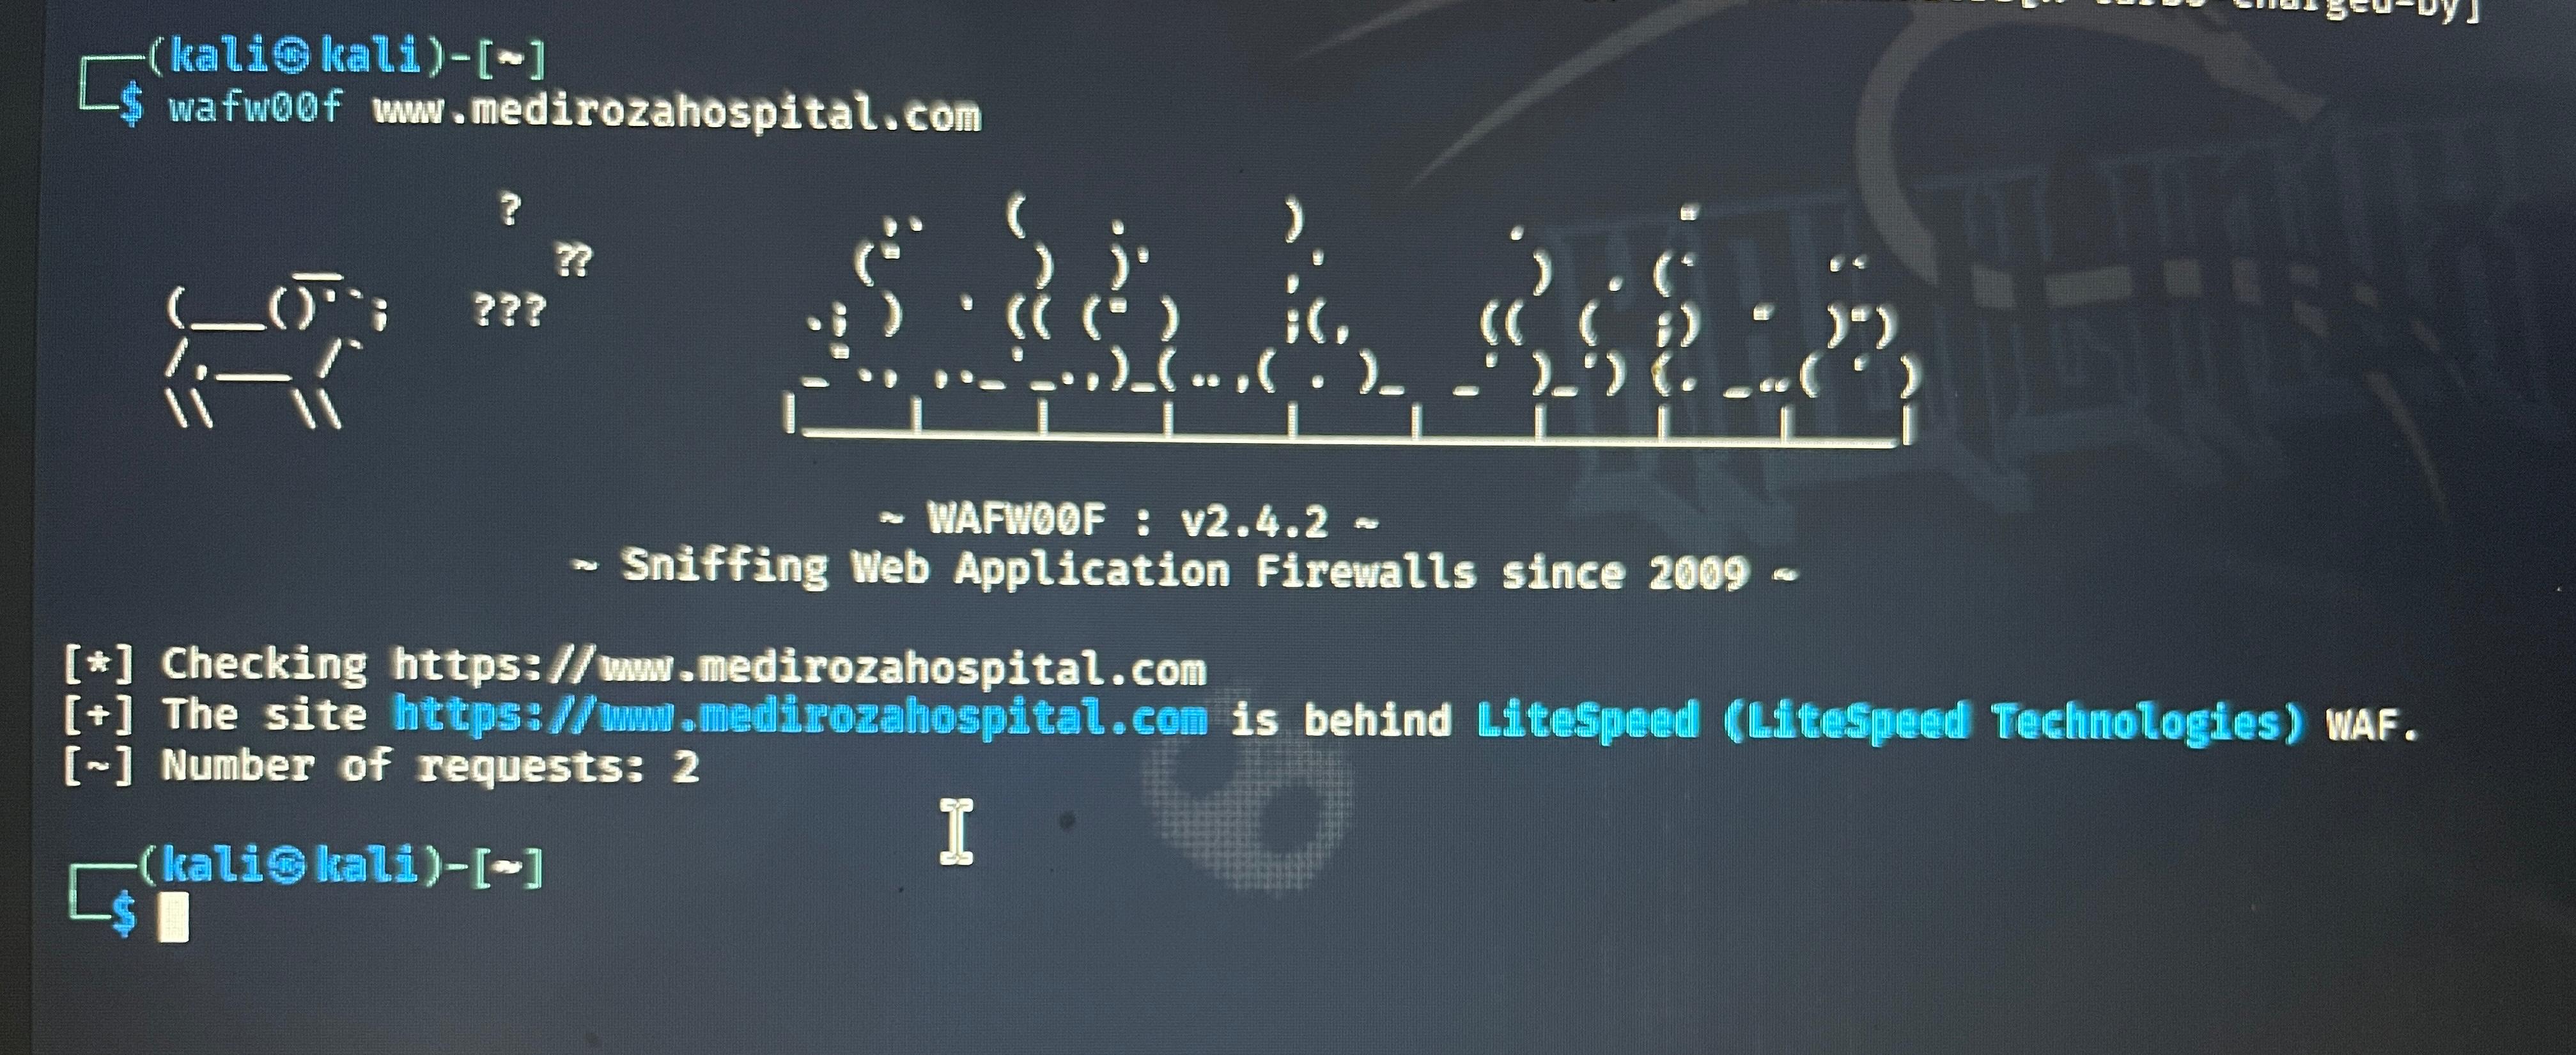 charged-by]
(kali㉿kali)-[~]
$ wafw00f www.medirozahospital.com
?
??
???
~ WAFW00F : v2.4.2 ~
~ Sniffing Web Application Firewalls since 2009 ~
[*] Checking https://www.medirozahospital.com
[+] The site https://www.medirozahospital.com is behind LiteSpeed (LiteSpeed Technologies) WAF.
[~] Number of requests: 2
(kali㉿kali)-[~]
$